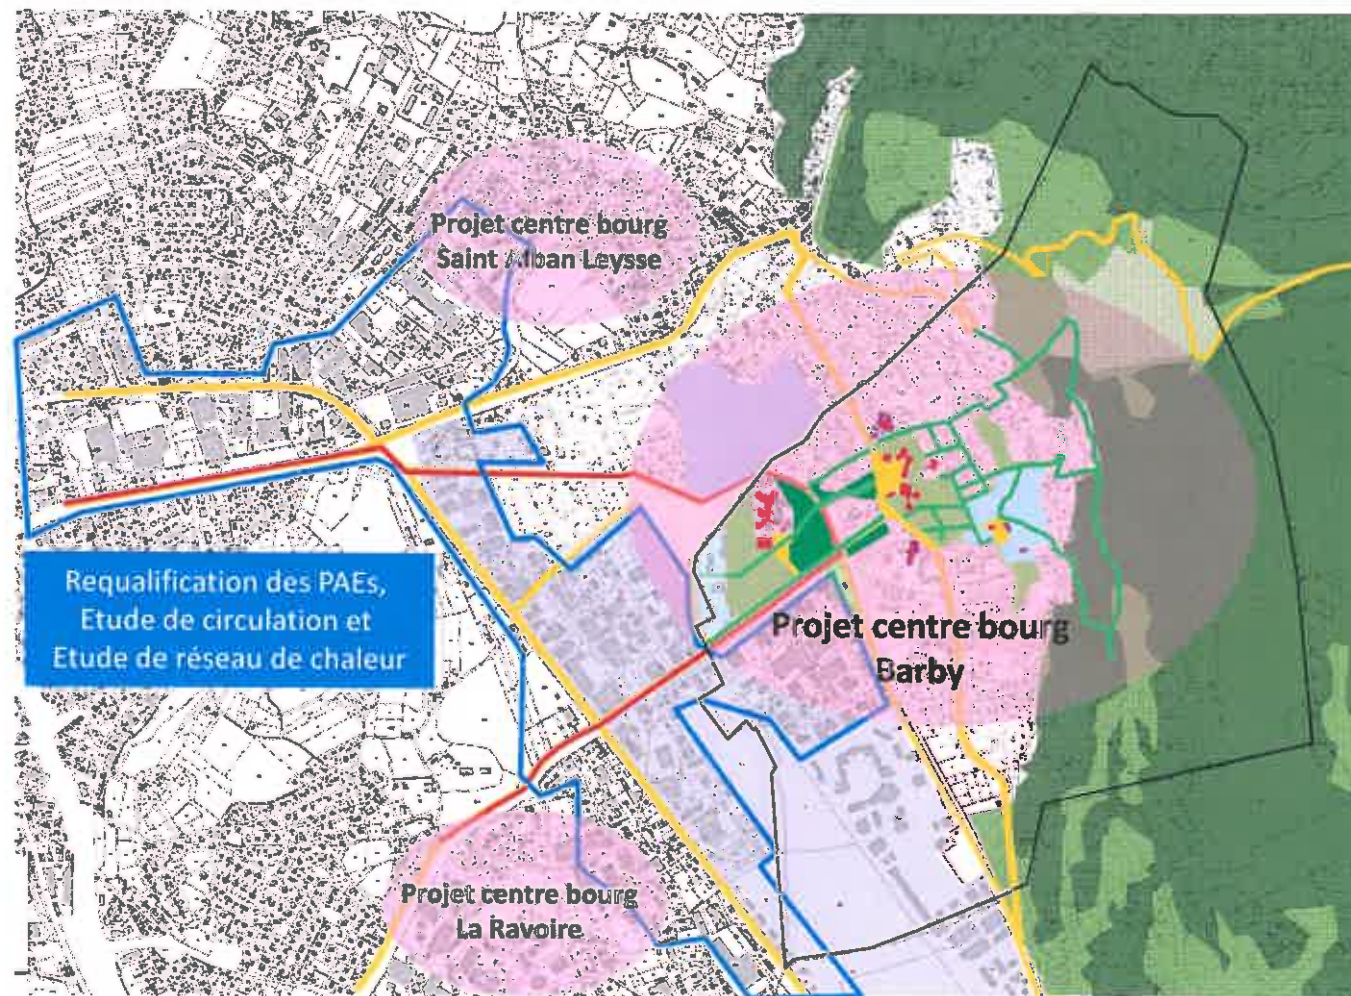 Projet centre bourg
Saint Alban Leysse
Requalification des PAEs,
Etude de circulation et
Etude de réseau de chaleur
Projet centre bourg
Barby
Projet centre bourg
La Ravoire